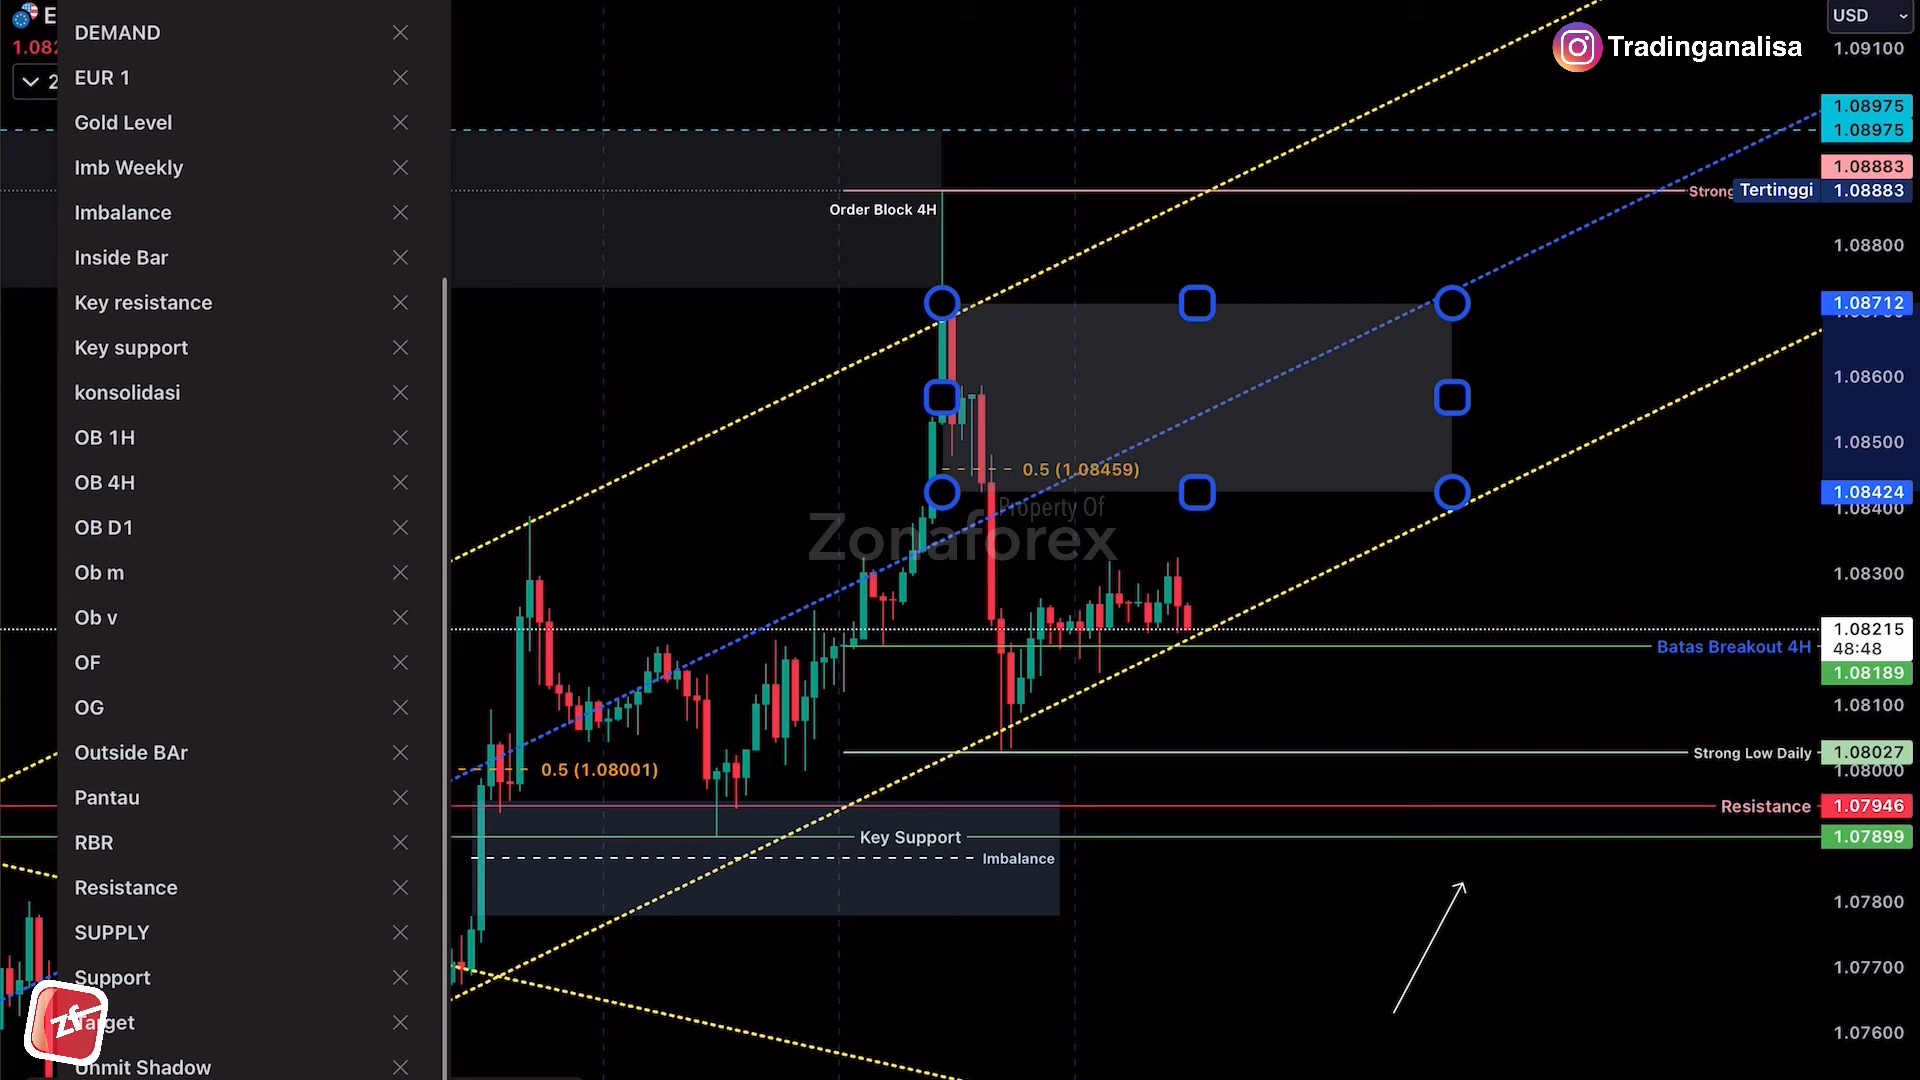 E
1.082
2
DEMAND
EUR 1
Gold Level
Imb Weekly
Imbalance
Inside Bar
Key resistance
Key support
konsolidasi
OB 1H
OB 4H
OB D1
Ob m
Ob v
OF
OG
Outside BAr
Pantau
RBR
Resistance
SUPPLY
Support
Target
Unmit Shadow
zf
Tradinganalisa
Order Block 4H
0.5 (1.08459)
Property Of
Zonaforex
0.5 (1.08001)
Key Support
Imbalance
Strong
Tertinggi
Batas Breakout 4H
Strong Low Daily
Resistance
USD
1.09100
1.08975
1.08975
1.08883
1.08883
1.08800
1.08712
1.08600
1.08500
1.08424
1.08400
1.08300
1.08215
48:48
1.08189
1.08100
1.08027
1.08000
1.07946
1.07899
1.07800
1.07700
1.07600